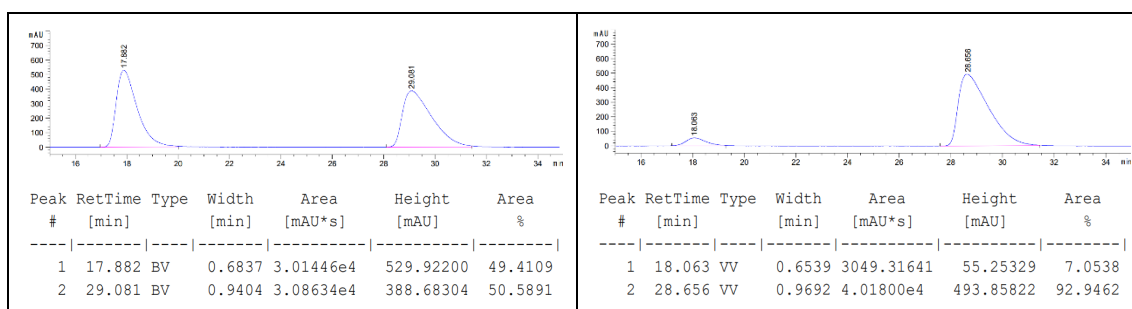 mAU
700
600
500
400
300
200
100
0
17.882
29.081
16 18 20 22 24 26 28 30 32 34 min
Peak RetTime Type Width Area Height Area
# [min] [min] [mAU*s] [mAU] %
----|-------|----|-------|----------|----------|--------|
1 17.882 BV 0.6837 3.01446e4 529.92200 49.4109
2 29.081 BV 0.9404 3.08634e4 388.68304 50.5891
mAU
700
600
500
400
300
200
100
0
18.063
28.656
16 18 20 22 24 26 28 30 32 34 min
Peak RetTime Type Width Area Height Area
# [min] [min] [mAU*s] [mAU] %
----|-------|----|-------|----------|----------|--------|
1 18.063 VV 0.6539 3049.31641 55.25329 7.0538
2 28.656 VV 0.9692 4.01800e4 493.85822 92.9462